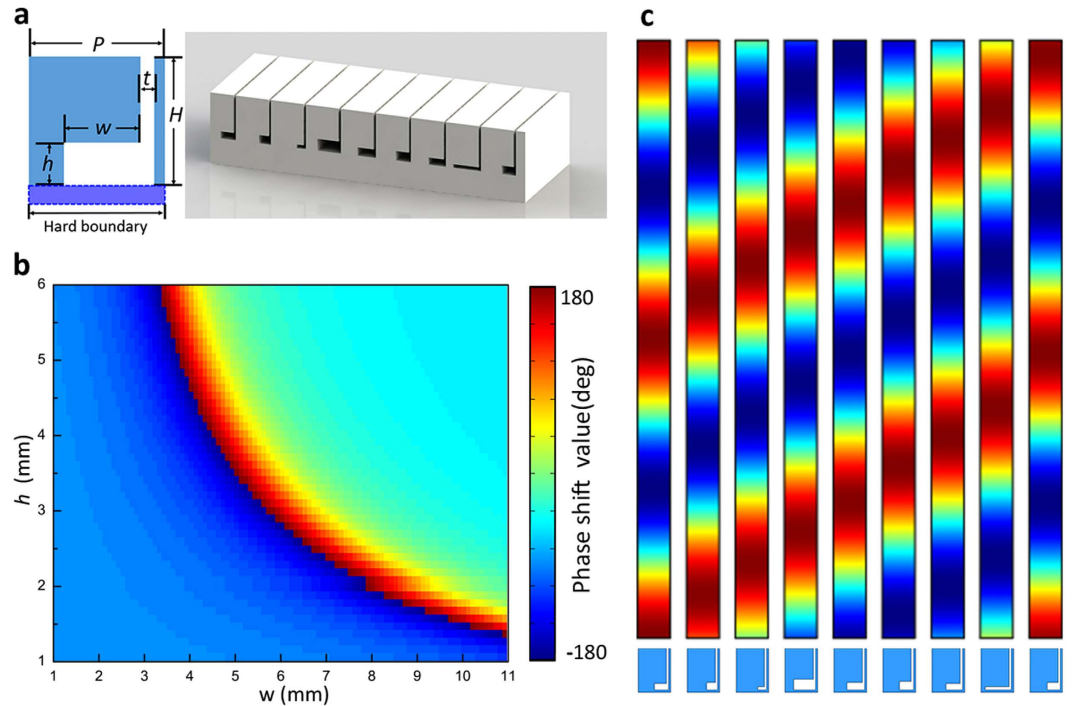 a
P
t
H
w
h
Hard boundary
b
6
5
4
3
2
1
h (mm)
1 2 3 4 5 6 7 8 9 10 11
w (mm)
180
Phase shift value(deg)
-180
c